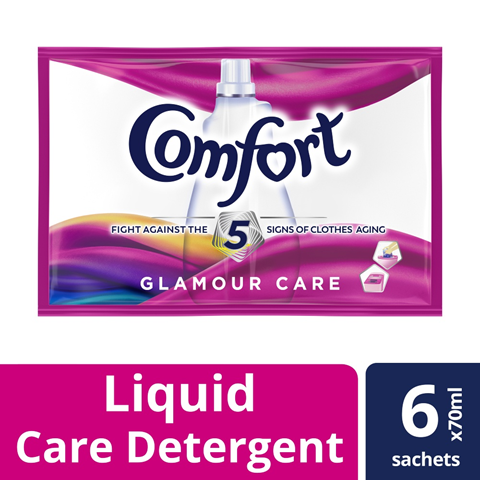 Comfort
FIGHT AGAINST THE 5 SIGNS OF CLOTHES AGING
GLAMOUR CARE
Liquid
Care Detergent
6
x70ml
sachets